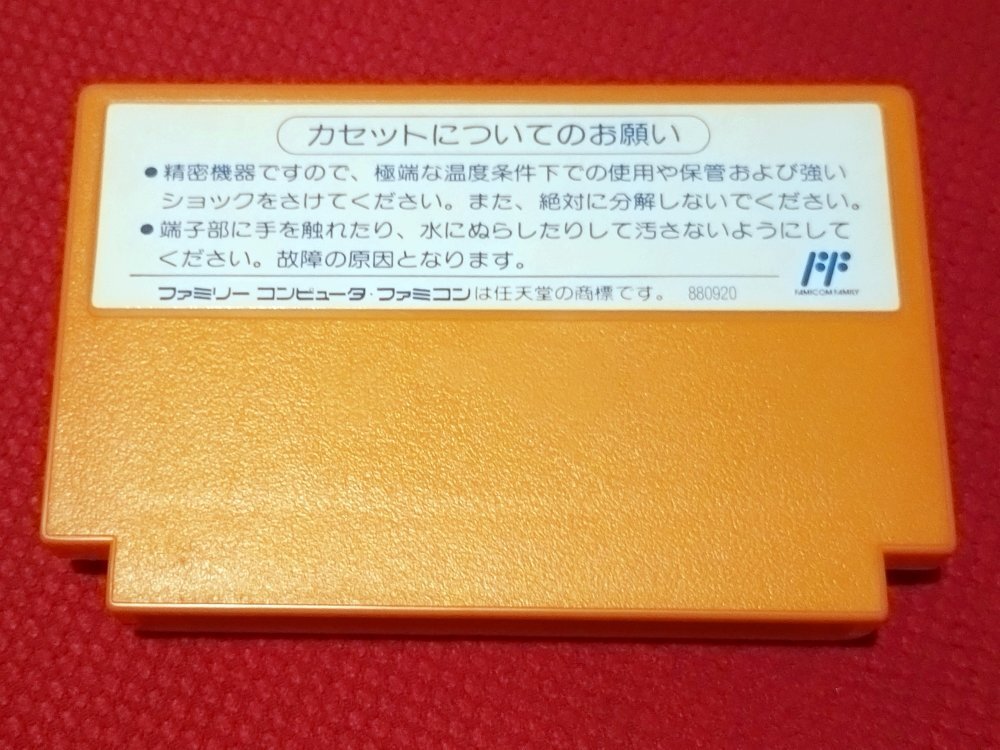 カセットについてのお願い
●精密機器ですので、極端な温度条件下での使用や保管および強い
ショックをさけてください。また、絶対に分解しないでください。
●端子部に手を触れたり、水にぬらしたりして汚さないようにして
ください。故障の原因となります。
FAMICOM FAMILY
ファミリー コンピュータ・ファミコンは任天堂の商標です。 880920